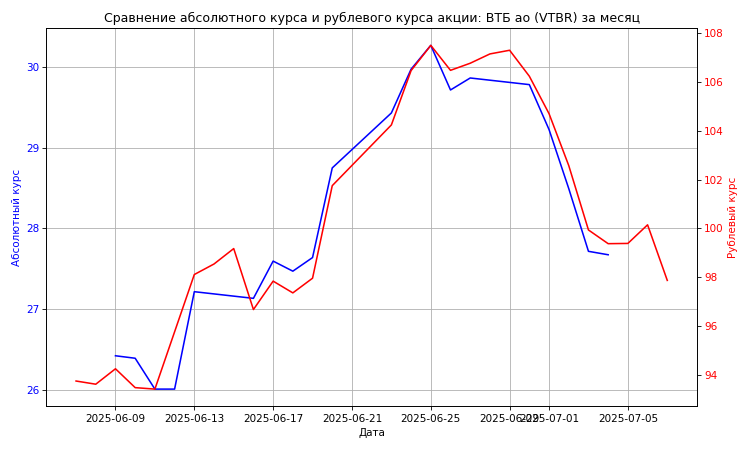 Сравнение абсолютного курса и рублевого курса акции: ВТБ ао (VTBR) за месяц
30
29
28
27
26
Абсолютный курс
108
106
104
102
100
98
96
94
Рублевый курс
2025-06-09 2025-06-13 2025-06-17 2025-06-21 2025-06-25 2025-06-29 2025-07-01 2025-07-05
Дата